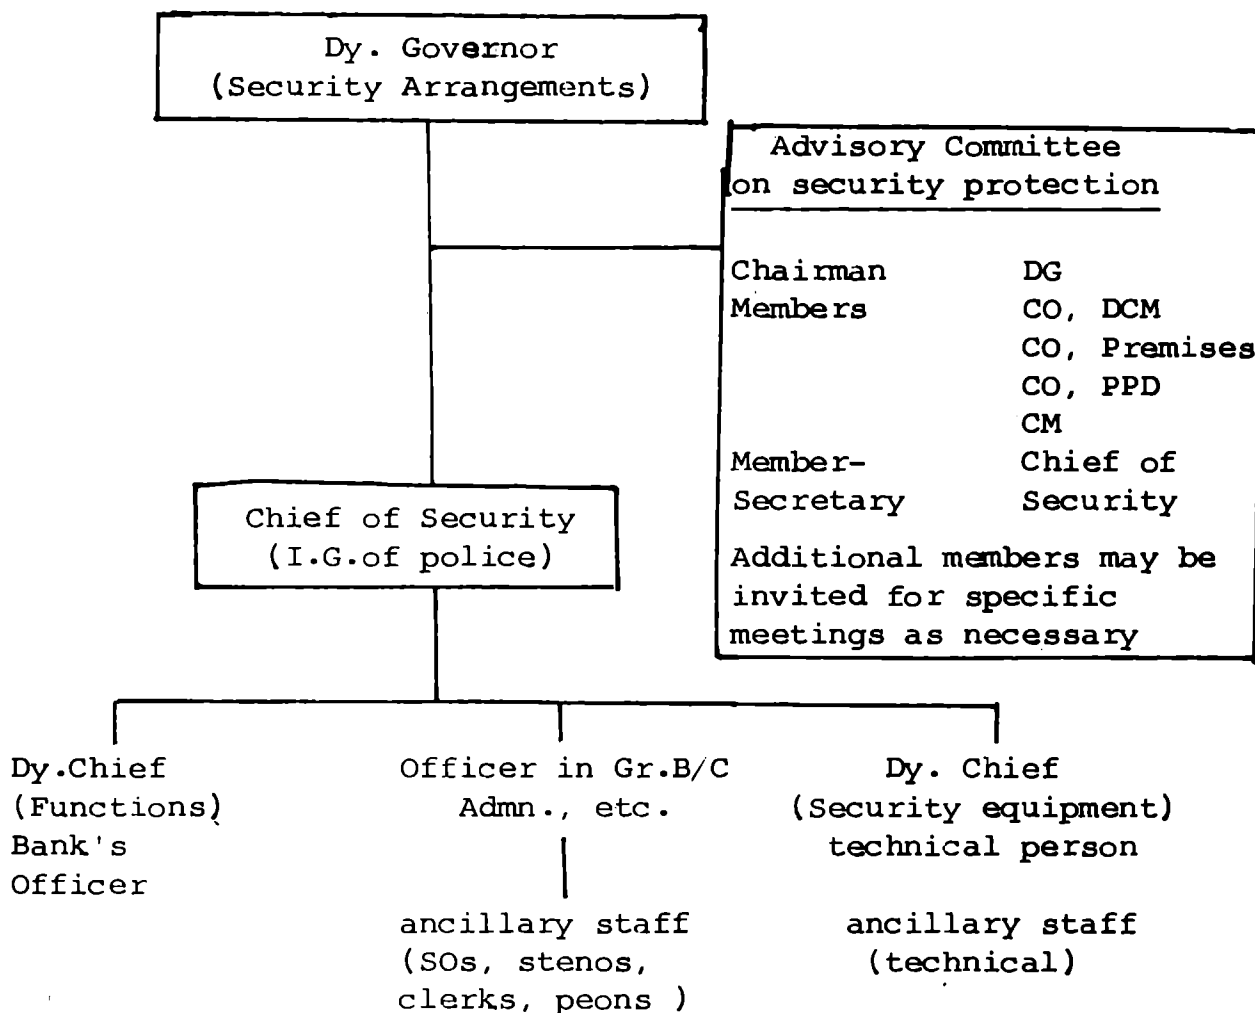 Dy. Governor
(Security Arrangements)
Advisory Committee
on security protection
Chairman DG
Members CO, DCM
CO, Premises
CO, PPD
CM
Member- Chief of
Secretary Security
Additional members may be
invited for specific
meetings as necessary
Chief of Security
(I.G.of police)
Dy.Chief
(Functions)
Bank's
Officer
Officer in Gr.B/C
Admn., etc.
ancillary staff
(SOs, stenos,
clerks, peons )
Dy. Chief
(Security equipment)
technical person
ancillary staff
(technical)